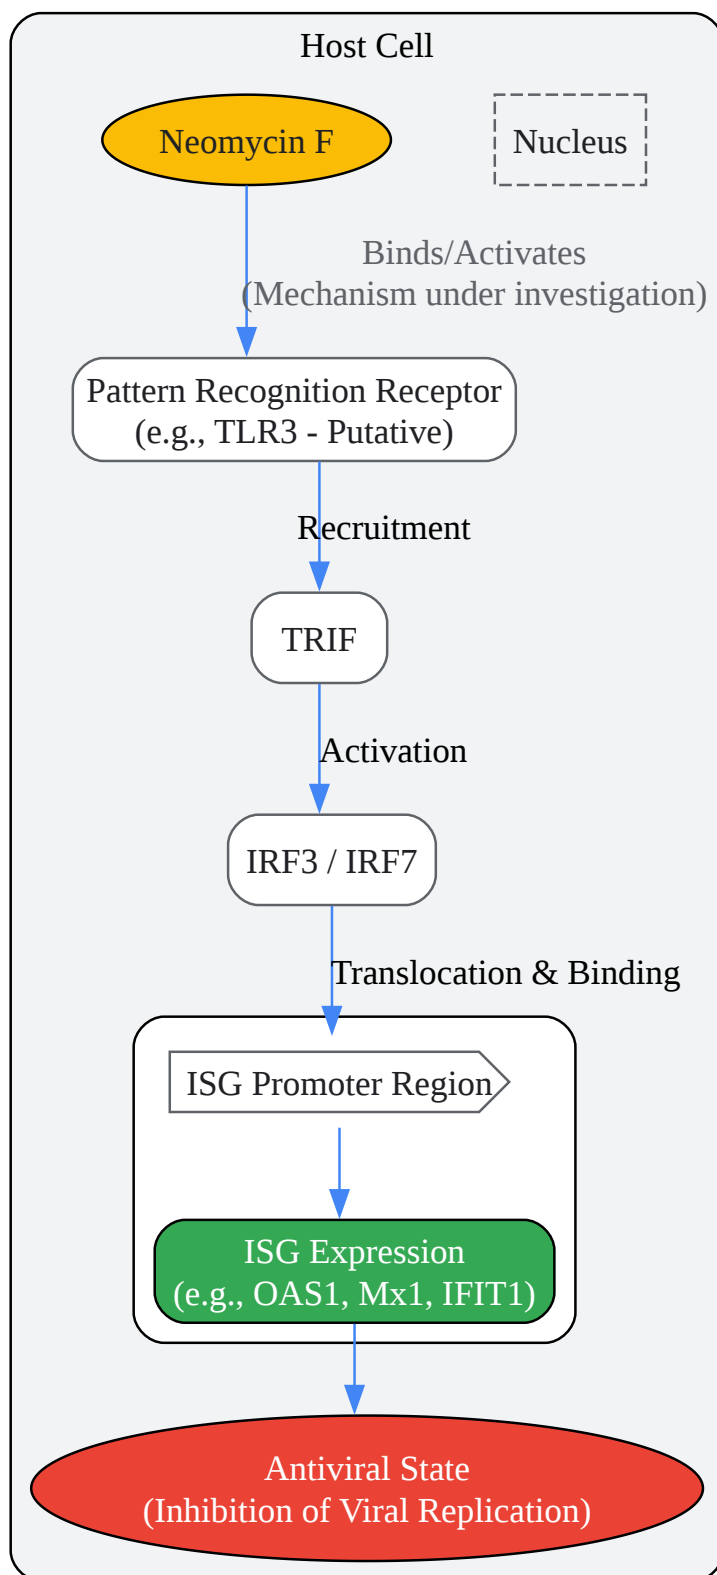 Host Cell
Neomycin F
Nucleus
Binds/Activates
(Mechanism under investigation)
Pattern Recognition Receptor
(e.g., TLR3 - Putative)
Recruitment
TRIF
Activation
IRF3 / IRF7
Translocation & Binding
ISG Promoter Region
ISG Expression
(e.g., OAS1, Mx1, IFIT1)
Antiviral State
(Inhibition of Viral Replication)